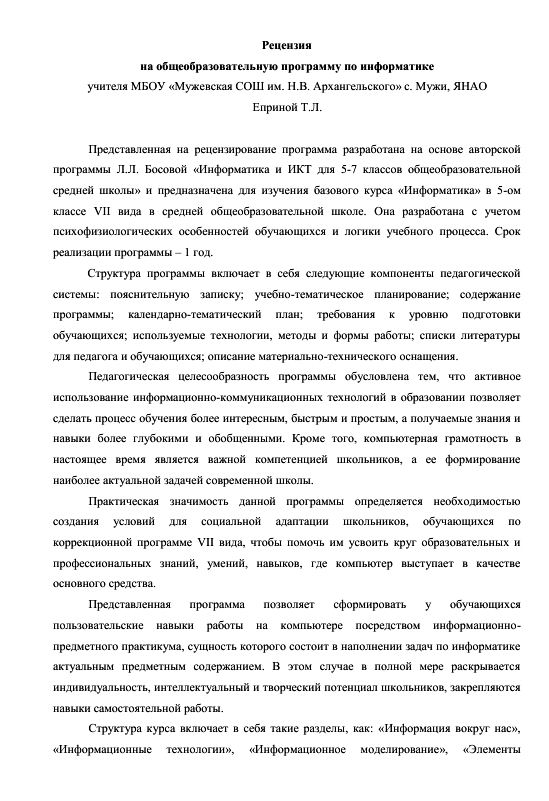 Рецензия
на общеобразовательную программу по информатике
учителя МБОУ «Мужевская СОШ им. Н.В. Архангельского» с. Мужи, ЯНАО
Еприной Т.Л.
Представленная на рецензирование программа разработана на основе авторской
программы Л.Л. Босовой «Информатика и ИКТ для 5-7 классов общеобразовательной
средней школы» и предназначена для изучения базового курса «Информатика» в 5-ом
классе VII вида в средней общеобразовательной школе. Она разработана с учетом
психофизиологических особенностей обучающихся и логики учебного процесса. Срок
реализации программы – 1 год.
Структура программы включает в себя следующие компоненты педагогической
системы: пояснительную записку; учебно-тематическое планирование; содержание
программы; календарно-тематический план; требования к уровню подготовки
обучающихся; используемые технологии, методы и формы работы; списки литературы
для педагога и обучающихся; описание материально-технического оснащения.
Педагогическая целесообразность программы обусловлена тем, что активное
использование информационно-коммуникационных технологий в образовании позволяет
сделать процесс обучения более интересным, быстрым и простым, а получаемые знания и
навыки более глубокими и обобщенными. Кроме того, компьютерная грамотность в
настоящее время является важной компетенцией школьников, а ее формирование
наиболее актуальной задачей современной школы.
Практическая значимость данной программы определяется необходимостью
создания условий для социальной адаптации школьников, обучающихся по
коррекционной программе VII вида, чтобы помочь им усвоить круг образовательных и
профессиональных знаний, умений, навыков, где компьютер выступает в качестве
основного средства.
Представленная программа позволяет сформировать у обучающихся
пользовательские навыки работы на компьютере посредством информационно-
предметного практикума, сущность которого состоит в наполнении задач по информатике
актуальным предметным содержанием. В этом случае в полной мере раскрывается
индивидуальность, интеллектуальный и творческий потенциал школьников, закрепляются
навыки самостоятельной работы.
Структура курса включает в себя такие разделы, как: «Информация вокруг нас»,
«Информационные технологии», «Информационное моделирование», «Элементы